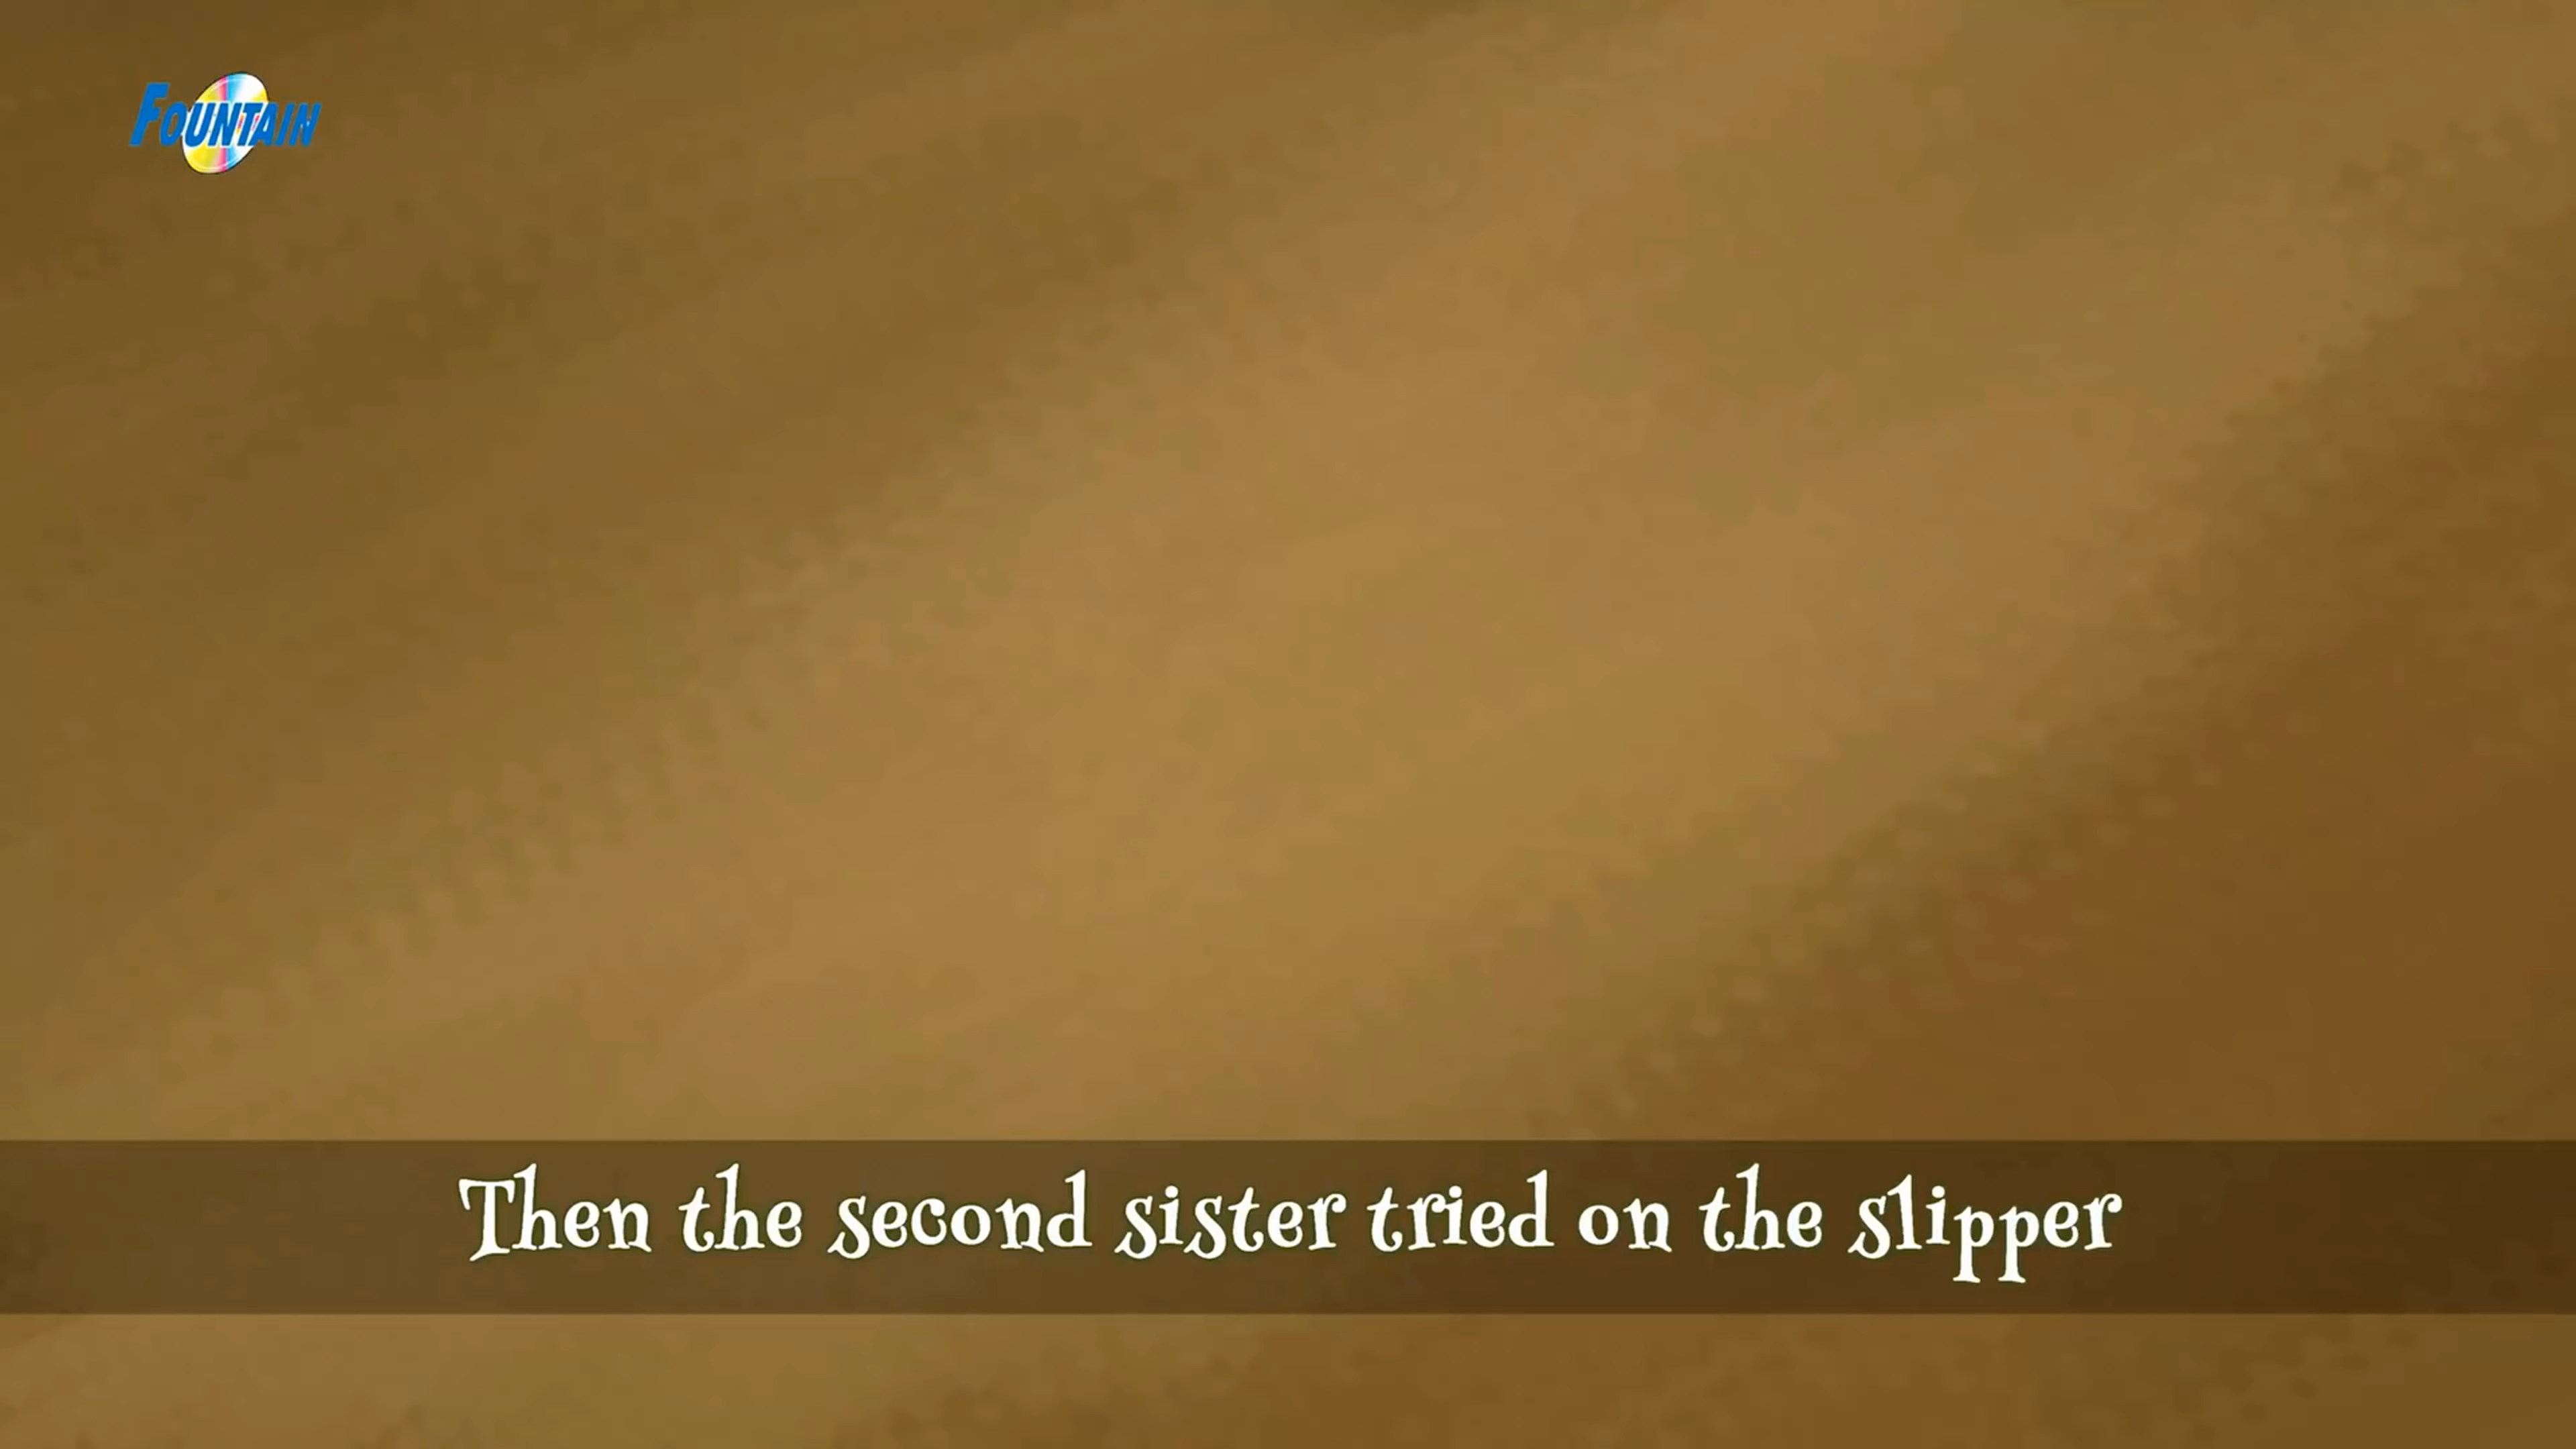 FOUNTAIN
Then the second sister tried on the slipper